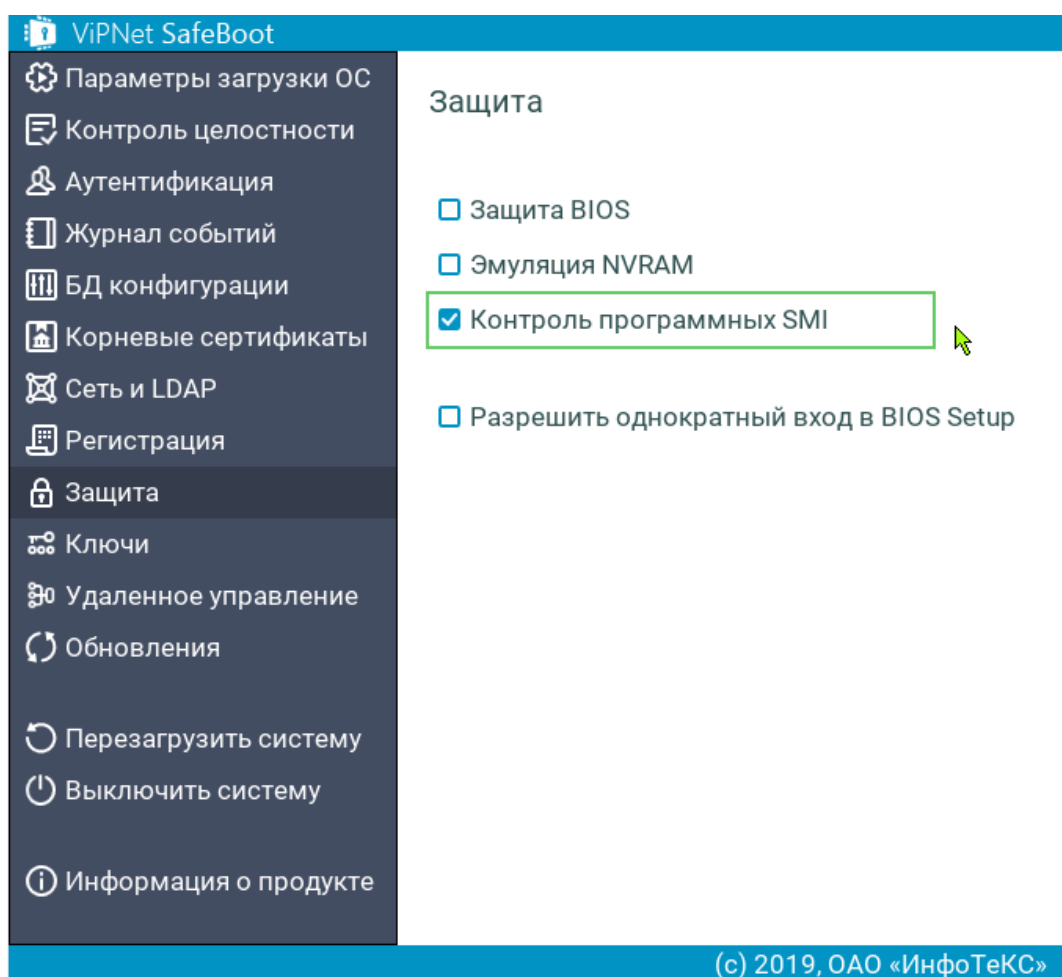 ViPNet SafeBoot
Параметры загрузки ОС
Контроль целостности
Аутентификация
Журнал событий
БД конфигурации
Корневые сертификаты
Сеть и LDAP
Регистрация
Защита
Ключи
Удаленное управление
Обновления
Перезагрузить систему
Выключить систему
Информация о продукте
Защита
Защита BIOS
Эмуляция NVRAM
Контроль программных SMI
Разрешить однократный вход в BIOS Setup
(c) 2019, ОАО «ИнфоТеКС»